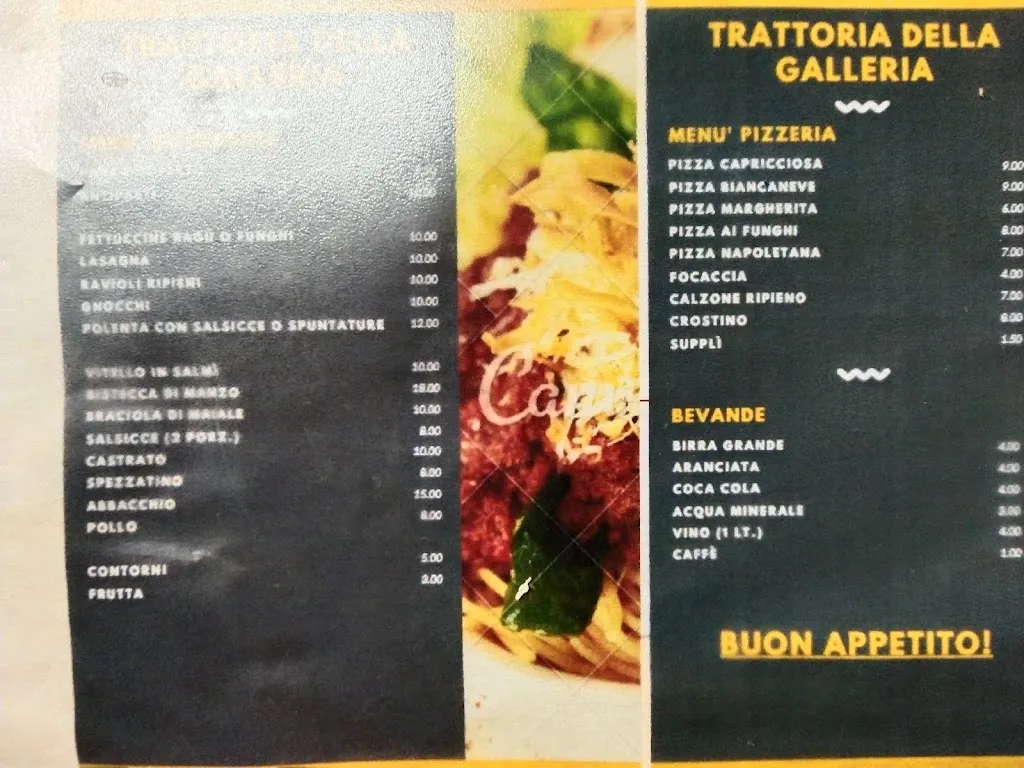 TRATTORIA DELLA
FETTUCCINE RAGU O FUNGHI 10.00
LASAGNA 10.00
RAVIOLI RIPIENI 10.00
GNOCCHI 10.00
POLENTA CON SALSICCE O SPUNTATURE 12.00
VITELLO IN SALMÌ 10.00
BISTECCA DI MANZO 18.00
BRACIOLA DI MAIALE 10.00
SALSICCE (2 PORZ.) 8.00
CASTRATO 10.00
SPEZZATINO 8.00
ABBACCHIO 15.00
POLLO 8.00
CONTORNI 5.00
FRUTTA 3.00
TRATTORIA DELLA
GALLERIA
MENU' PIZZERIA
PIZZA CAPRICCIOSA 9.00
PIZZA BIANCANEVE 9.00
PIZZA MARGHERITA 6.00
PIZZA AI FUNGHI 8.00
PIZZA NAPOLETANA 7.00
FOCACCIA 4.00
CALZONE RIPIENO 7.00
CROSTINO 6.00
SUPPLÌ 1.50
BEVANDE
BIRRA GRANDE 4.00
ARANCIATA 4.00
COCA COLA 4.00
ACQUA MINERALE 2.00
VINO (1 LT.) 4.00
CAFFÈ 1.00
BUON APPETITO!